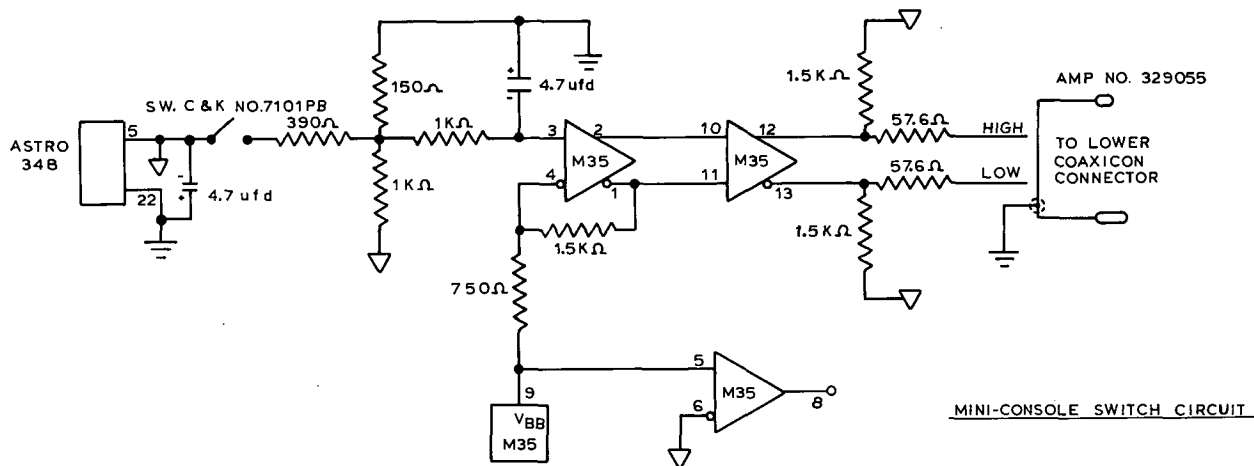 ASTRO
34B
5
22
4.7 ufd
SW. C & K NO.7101PB
390Ω
150Ω
1KΩ
1KΩ
4.7 ufd
3
2
M35
4
1
1.5KΩ
750Ω
9
VBB
M35
5
6
M35
8
10
12
M35
11
13
1.5KΩ
57.6Ω
HIGH
57.6Ω
LOW
1.5KΩ
AMP NO. 329055
TO LOWER
COAXICON
CONNECTOR
MINI-CONSOLE SWITCH CIRCUIT